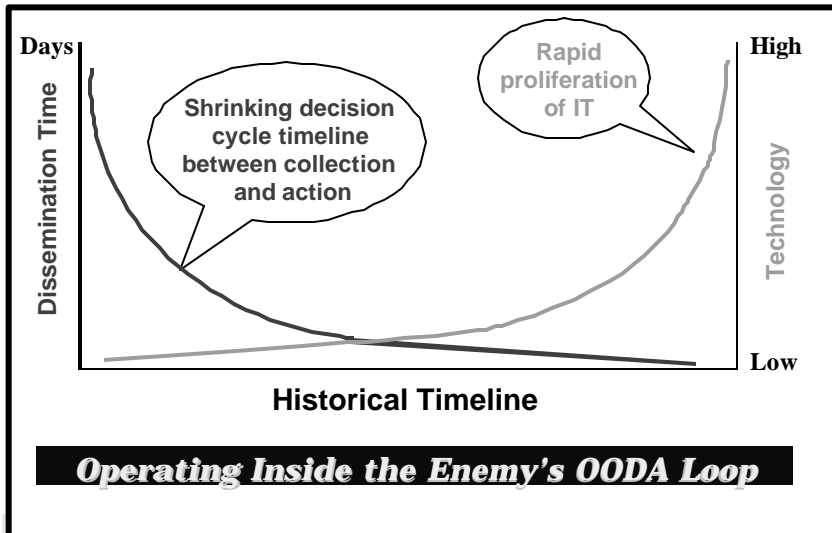 Days
High
Rapid
proliferation
of IT
Shrinking decision
cycle timeline
between collection
and action
Dissemination Time
Technology
Low
Historical Timeline
Operating Inside the Enemy's OODA Loop